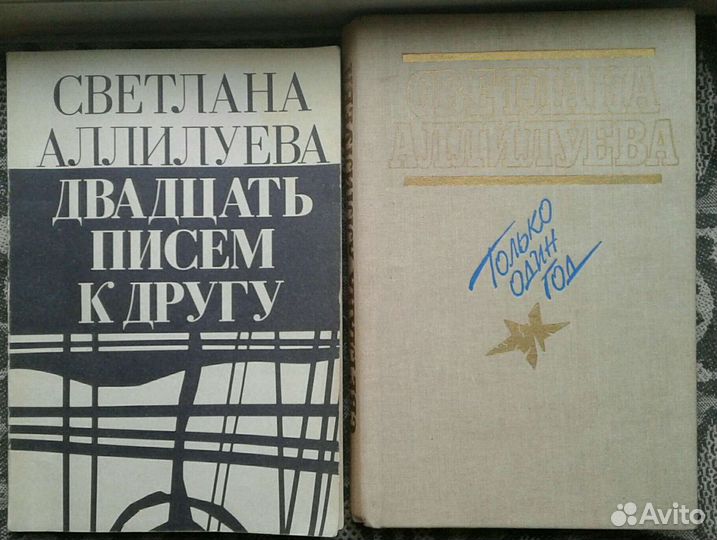 СВЕТЛАНА
АЛЛИЛУЕВА
ДВАДЦАТЬ
ПИСЕМ
К ДРУГУ
СВЕТЛАНА
АЛЛИЛУЕВА
ТОЛЬКО
ОДИН
ГОД
Avito